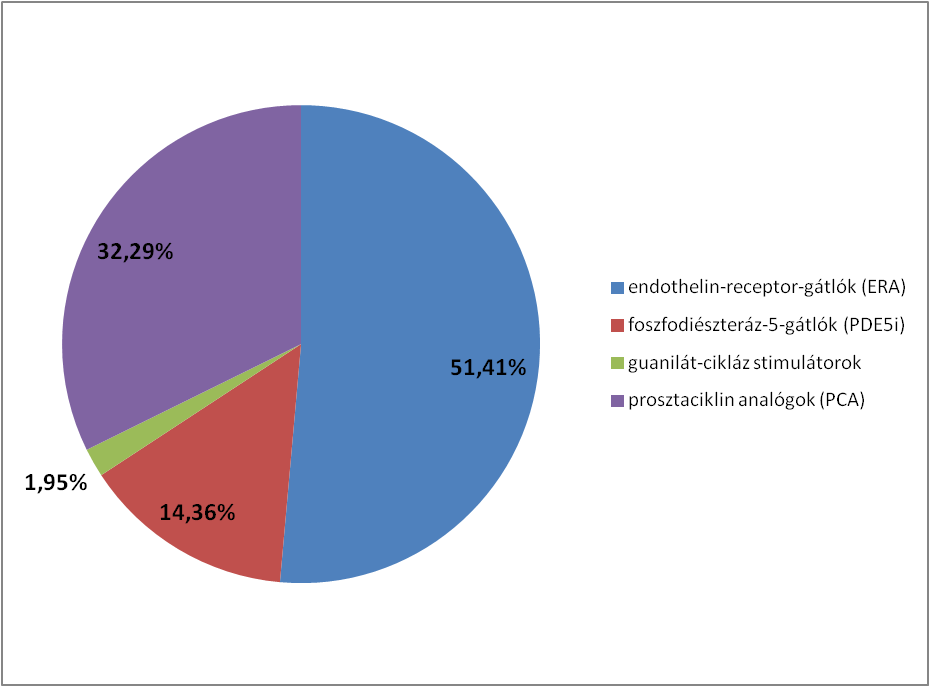 32,29%
51,41%
1,95%
14,36%
endothelin-receptor-gátlók (ERA)
foszfodiészteráz-5-gátlók (PDE5i)
guanilát-cikláz stimulátorok
prosztaciklin analógok (PCA)